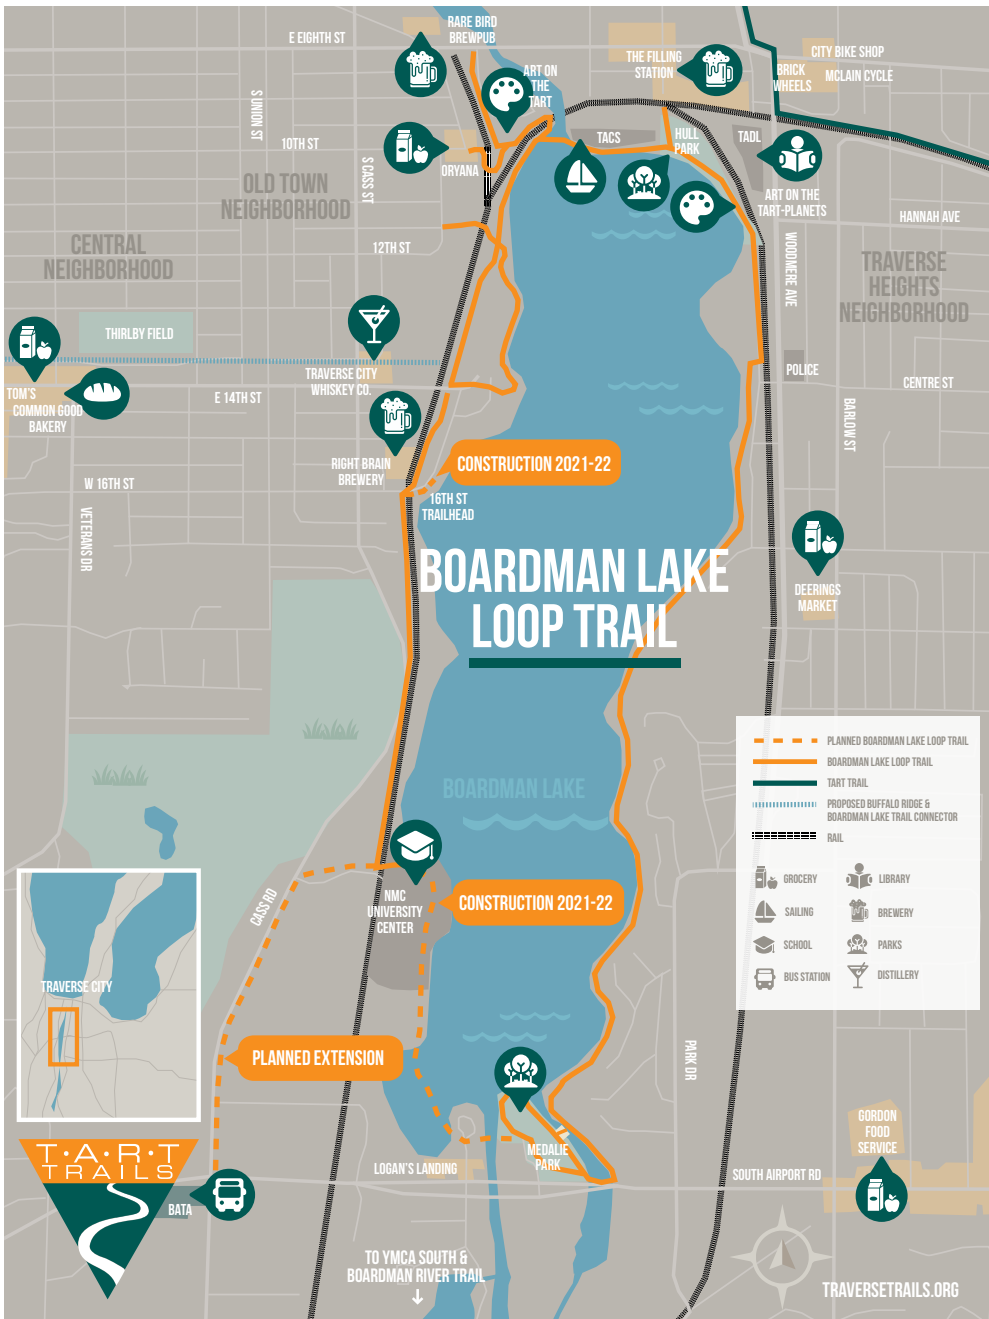 RARE BIRD
BREWPUB
E EIGHTH ST
ART ON
THE
TART
THE FILLING
STATION
CITY BIKE SHOP
BRICK
WHEELS
MCLAIN CYCLE
S UNION ST
10TH ST
S CASS ST
ORYANA
TACS
HULL
PARK
TADL
ART ON THE
TART-PLANETS
OLD TOWN
NEIGHBORHOOD
HANNAH AVE
CENTRAL
NEIGHBORHOOD
12TH ST
WOODMERE AVE
TRAVERSE
HEIGHTS
NEIGHBORHOOD
THIRLBY FIELD
TRAVERSE CITY
WHISKEY CO.
POLICE
CENTRE ST
TOM'S
COMMON GOOD
BAKERY
E 14TH ST
BARLOW ST
RIGHT BRAIN
BREWERY
CONSTRUCTION 2021-22
W 16TH ST
16TH ST
TRAILHEAD
VETERANS DR
BOARDMAN LAKE
LOOP TRAIL
DEERINGS
MARKET
BOARDMAN LAKE
PLANNED BOARDMAN LAKE LOOP TRAIL
BOARDMAN LAKE LOOP TRAIL
TART TRAIL
PROPOSED BUFFALO RIDGE &
BOARDMAN LAKE TRAIL CONNECTOR
RAIL
GROCERY
LIBRARY
SAILING
BREWERY
SCHOOL
PARKS
BUS STATION
DISTILLERY
CASS RD
NMC
UNIVERSITY
CENTER
CONSTRUCTION 2021-22
TRAVERSE CITY
PLANNED EXTENSION
PARK DR
GORDON
FOOD
SERVICE
T·A·R·T
TRAILS
MEDALIE
PARK
LOGAN'S LANDING
SOUTH AIRPORT RD
BATA
TO YMCA SOUTH &
BOARDMAN RIVER TRAIL
TRAVERSETRAILS.ORG